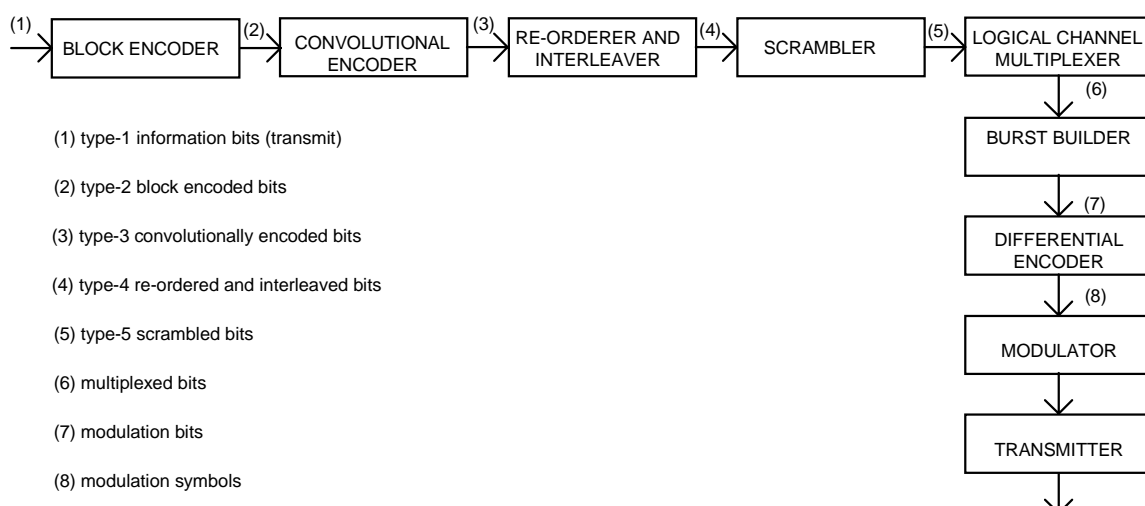 (1)
BLOCK ENCODER
(2)
CONVOLUTIONAL
ENCODER
(3)
RE-ORDERER AND
INTERLEAVER
(4)
SCRAMBLER
(5)
LOGICAL CHANNEL
MULTIPLEXER
(6)
BURST BUILDER
(7)
DIFFERENTIAL
ENCODER
(8)
MODULATOR
TRANSMITTER
(1) type-1 information bits (transmit)
(2) type-2 block encoded bits
(3) type-3 convolutionally encoded bits
(4) type-4 re-ordered and interleaved bits
(5) type-5 scrambled bits
(6) multiplexed bits
(7) modulation bits
(8) modulation symbols